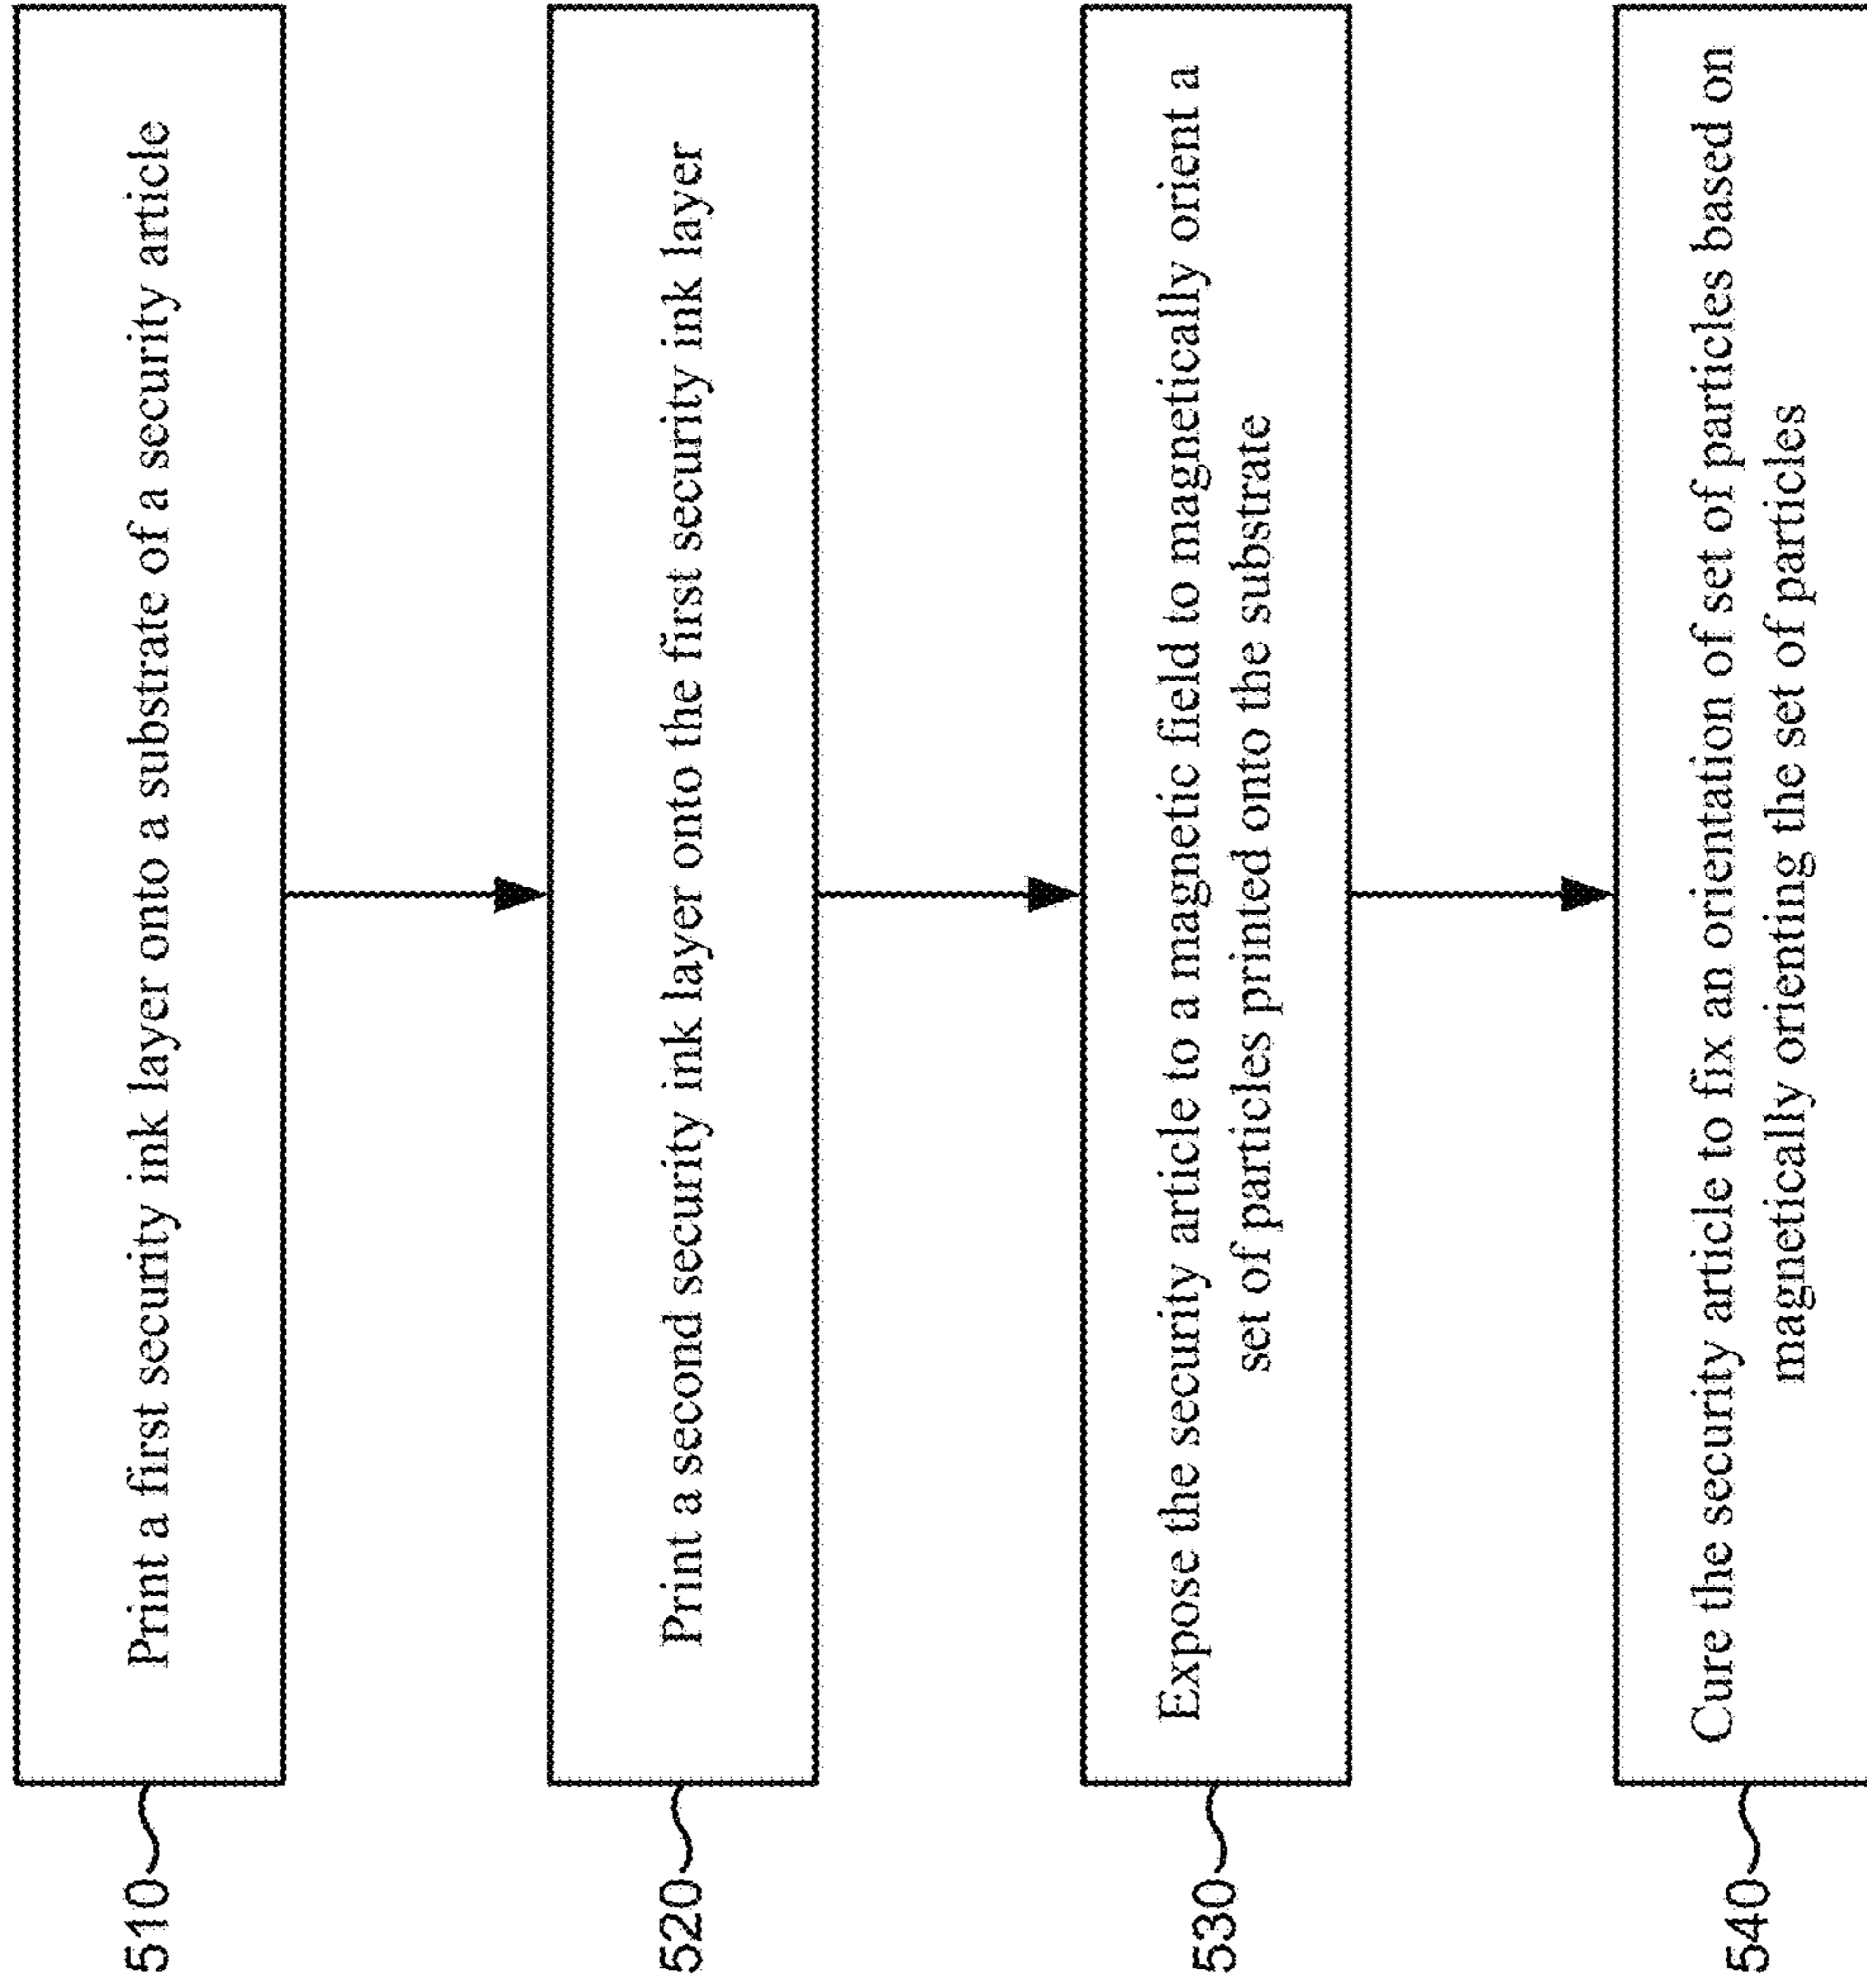 510
Print a first security ink layer onto a substrate of a security article
520
Print a second security ink layer onto the first security ink layer
530
Expose the security article to a magnetic field to magnetically orient a
set of particles printed onto the substrate
540
Cure the security article to fix an orientation of set of particles based on
magnetically orienting the set of particles